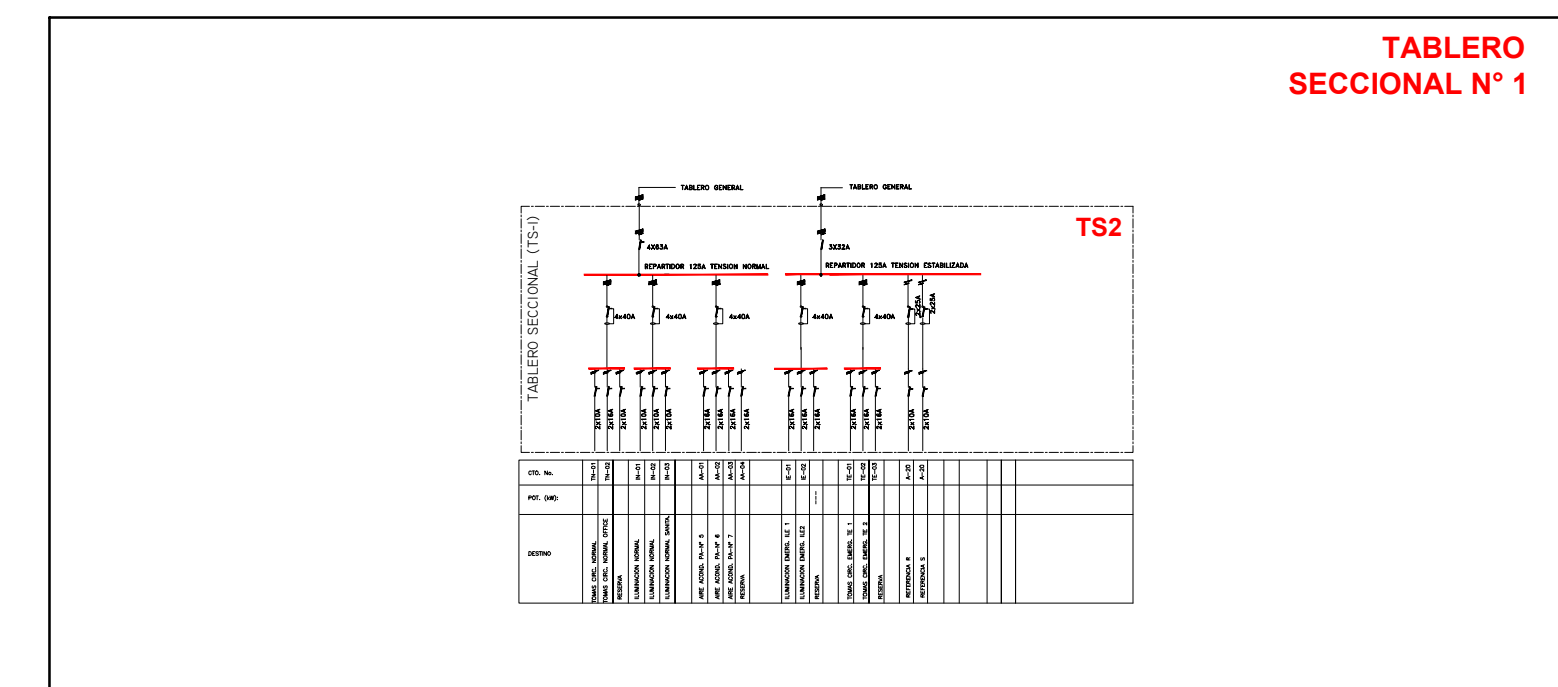 TABLERO
SECCIONAL N° 1
TABLERO GENERAL
TABLERO GENERAL
TABLERO SECCIONAL (TS-I)
TS2
4X63A
3X32A
REPARTIDOR 125A TENSION NORMAL
REPARTIDOR 125A TENSION ESTABILIZADA
4x40A
4x40A
4x40A
4x40A
4x40A
2x25A
2x25A
2x10A
2x16A
2x10A
2x10A
2x10A
2x10A
2x16A
2x16A
2x16A
2x16A
2x16A
2x16A
2x16A
2x16A
2x16A
2x16A
2x10A
2x10A
CTO. No.
TN-01
TN-02
IN-01
IN-02
IN-03
AA-01
AA-02
AA-03
AA-04
IE-01
IE-02
TE-01
TE-02
TE-03
A-20
A-20
POT. (kW):
---
DESTINO
TOMAS CIRC. NORMAL
TOMAS CIRC. NORMAL OFFICE
RESERVA
ILUMINACION NORMAL
ILUMINACION NORMAL
ILUMINACION NORMAL SANITA.
AIRE ACOND. PA-N° 5
AIRE ACOND. PA-N° 6
AIRE ACOND. PA-N° 7
RESERVA
ILUMINACION EMERG. ILE 1
ILUMINACION EMERG. ILE2
RESERVA
TOMAS CIRC. EMERG. TE 1
TOMAS CIRC. EMERG. TE 2
RESERVA
REFERENCIA R
REFERENCIA S